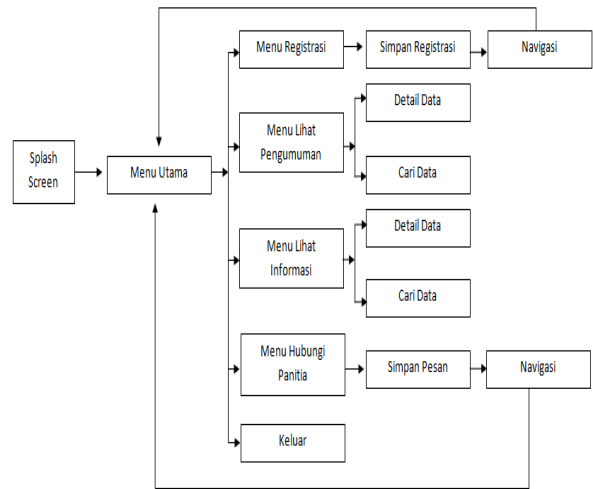 Splash
Screen
Menu Utama
Menu Registrasi
Simpan Registrasi
Navigasi
Menu Lihat
Pengumuman
Detail Data
Cari Data
Menu Lihat
Informasi
Detail Data
Cari Data
Menu Hubungi
Panitia
Simpan Pesan
Navigasi
Keluar